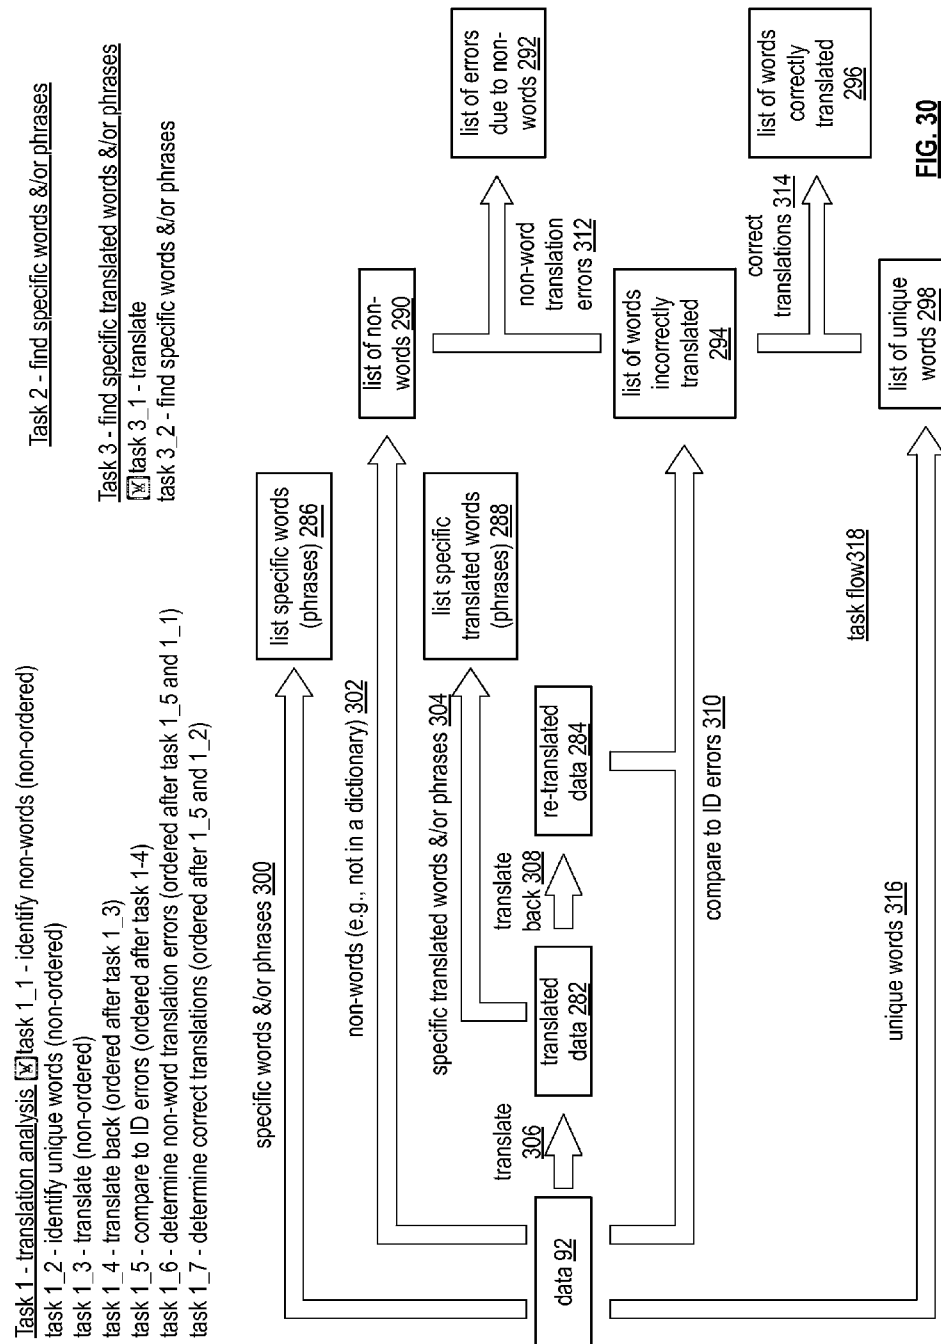 Task 1 - translation analysis task 1_1 - identify non-words (non-ordered)
task 1_2 - identify unique words (non-ordered)
task 1_3 - translate (non-ordered)
task 1_4 - translate back (ordered after task 1_3)
task 1_5 - compare to ID errors (ordered after task 1-4)
task 1_6 - determine non-word translation errors (ordered after task 1_5 and 1_1)
task 1_7 - determine correct translations (ordered after 1_5 and 1_2)
Task 2 - find specific words &/or phrases
Task 3 - find specific translated words &/or phrases
task 3_1 - translate
task 3_2 - find specific words &/or phrases
specific words &/or phrases 300
list specific words
(phrases) 286
non-words (e.g., not in a dictionary) 302
list of non-
words 290
specific translated words &/or phrases 304
list specific
translated words
(phrases) 288
list of errors
due to non-
words 292
non-word
translation
errors 312
data 92
translate
306
translated
data 282
translate
back 308
re-translated
data 284
compare to ID errors 310
list of words
incorrectly
translated
294
correct
translations 314
list of words
correctly
translated
296
task flow318
unique words 316
list of unique
words 298
FIG. 30